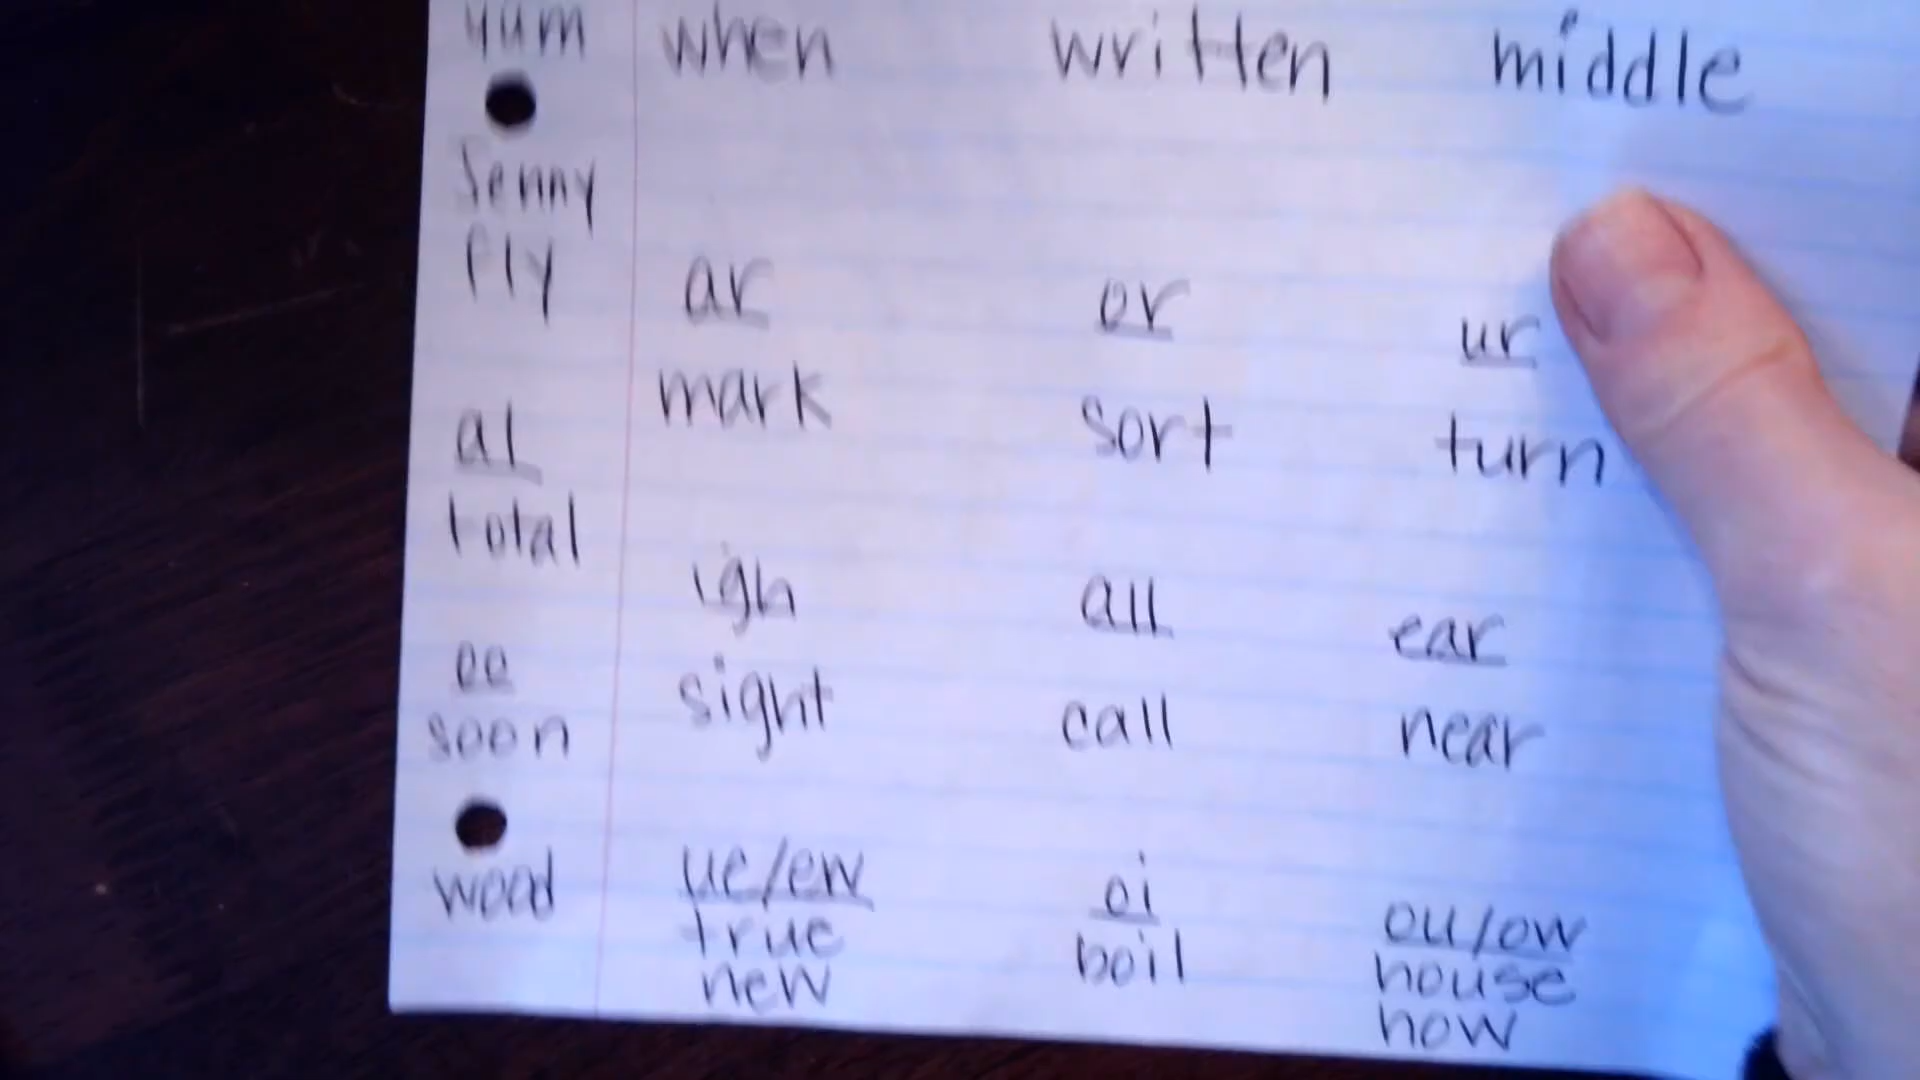 yum when written middle
Jenny
fly ar or ur
mark sort turn
al
total
igh all ear
sight call near
oo
soon
wood ue/ew oi ou/ow
true boil house
new how